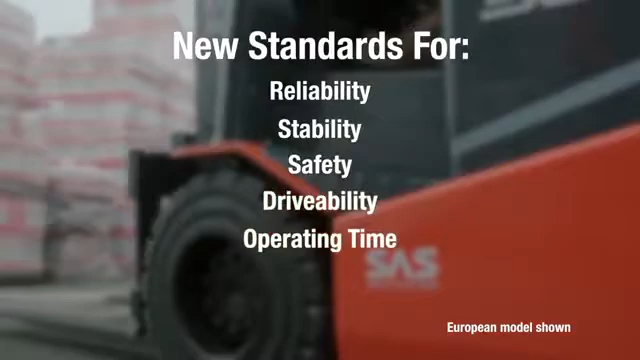 New Standards For:
Reliability
Stability
Safety
Driveability
Operating Time
SAS
European model shown